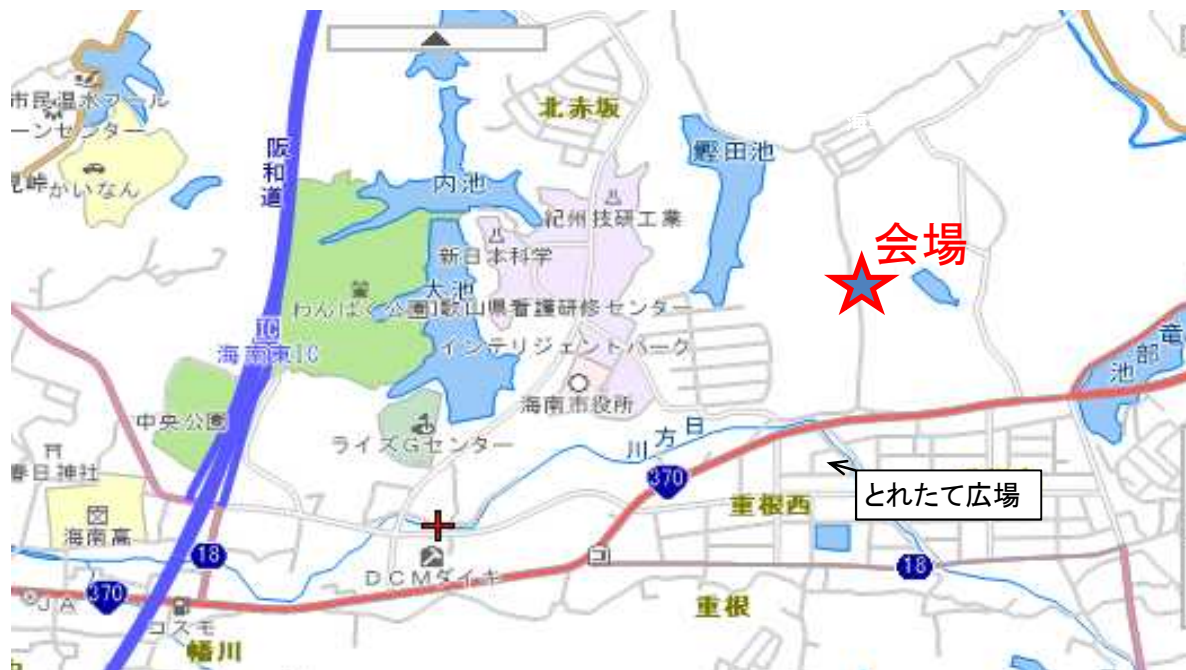 北赤坂
市民温水プール
ーンセンター
阪和道
鰹田池
見峠
かいなん
内池
紀州技研工業
会場
新日本科学
大池
わんぱく公園
歌山県看護研修センター
IC
海南東IC
インテリジェントパーク
竜部池
海南市役所
中央公園
ライズGセンター
日方川
春日神社
370
とれたて広場
重根西
海南高
18
18
DCMダイキ
370
JA
コスモ
重根
幡川